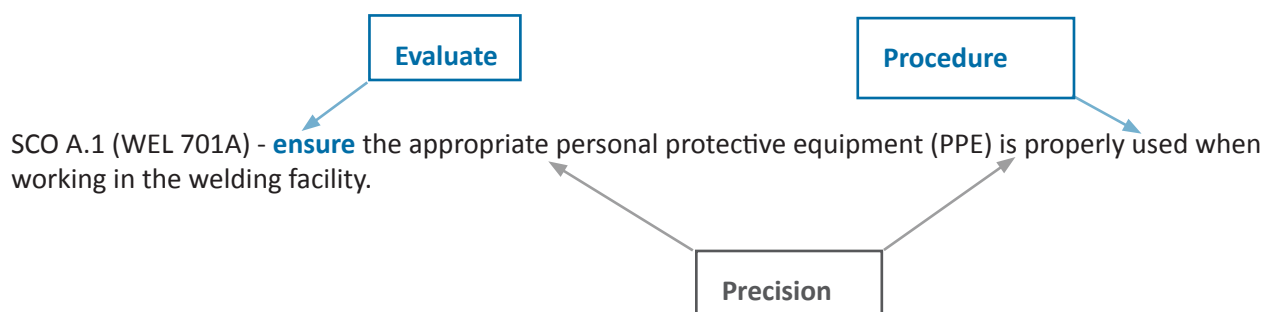 Evaluate
Procedure
SCO A.1 (WEL 701A) - ensure the appropriate personal protective equipment (PPE) is properly used when
working in the welding facility.
Precision